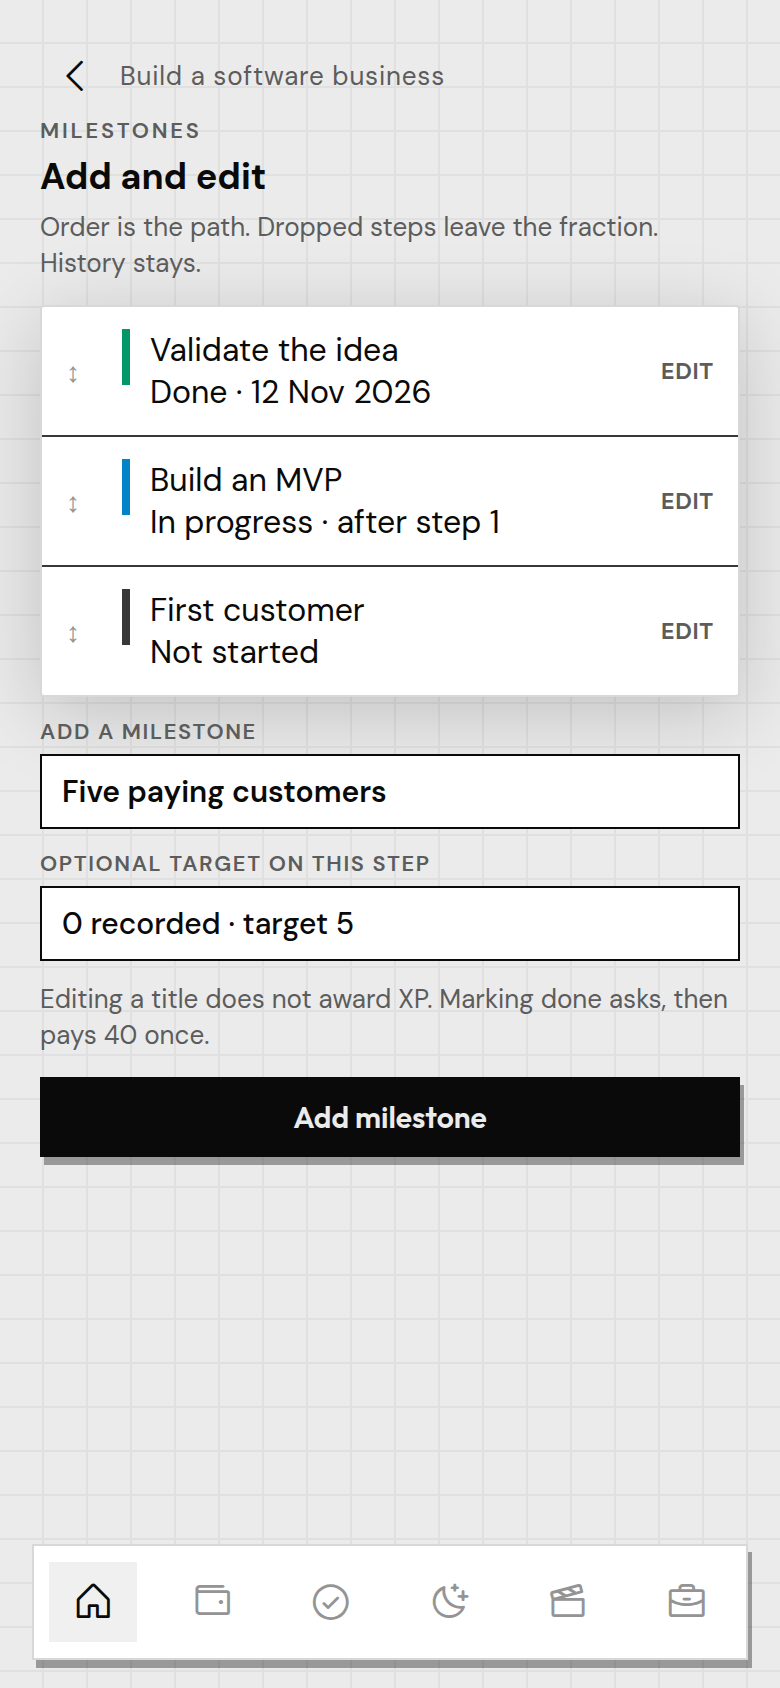 Build a software business
MILESTONES
Add and edit
Order is the path. Dropped steps leave the fraction.
History stays.
Validate the idea
Done · 12 Nov 2026
EDIT
Build an MVP
In progress · after step 1
EDIT
First customer
Not started
EDIT
ADD A MILESTONE
Five paying customers
OPTIONAL TARGET ON THIS STEP
0 recorded · target 5
Editing a title does not award XP. Marking done asks, then
pays 40 once.
Add milestone